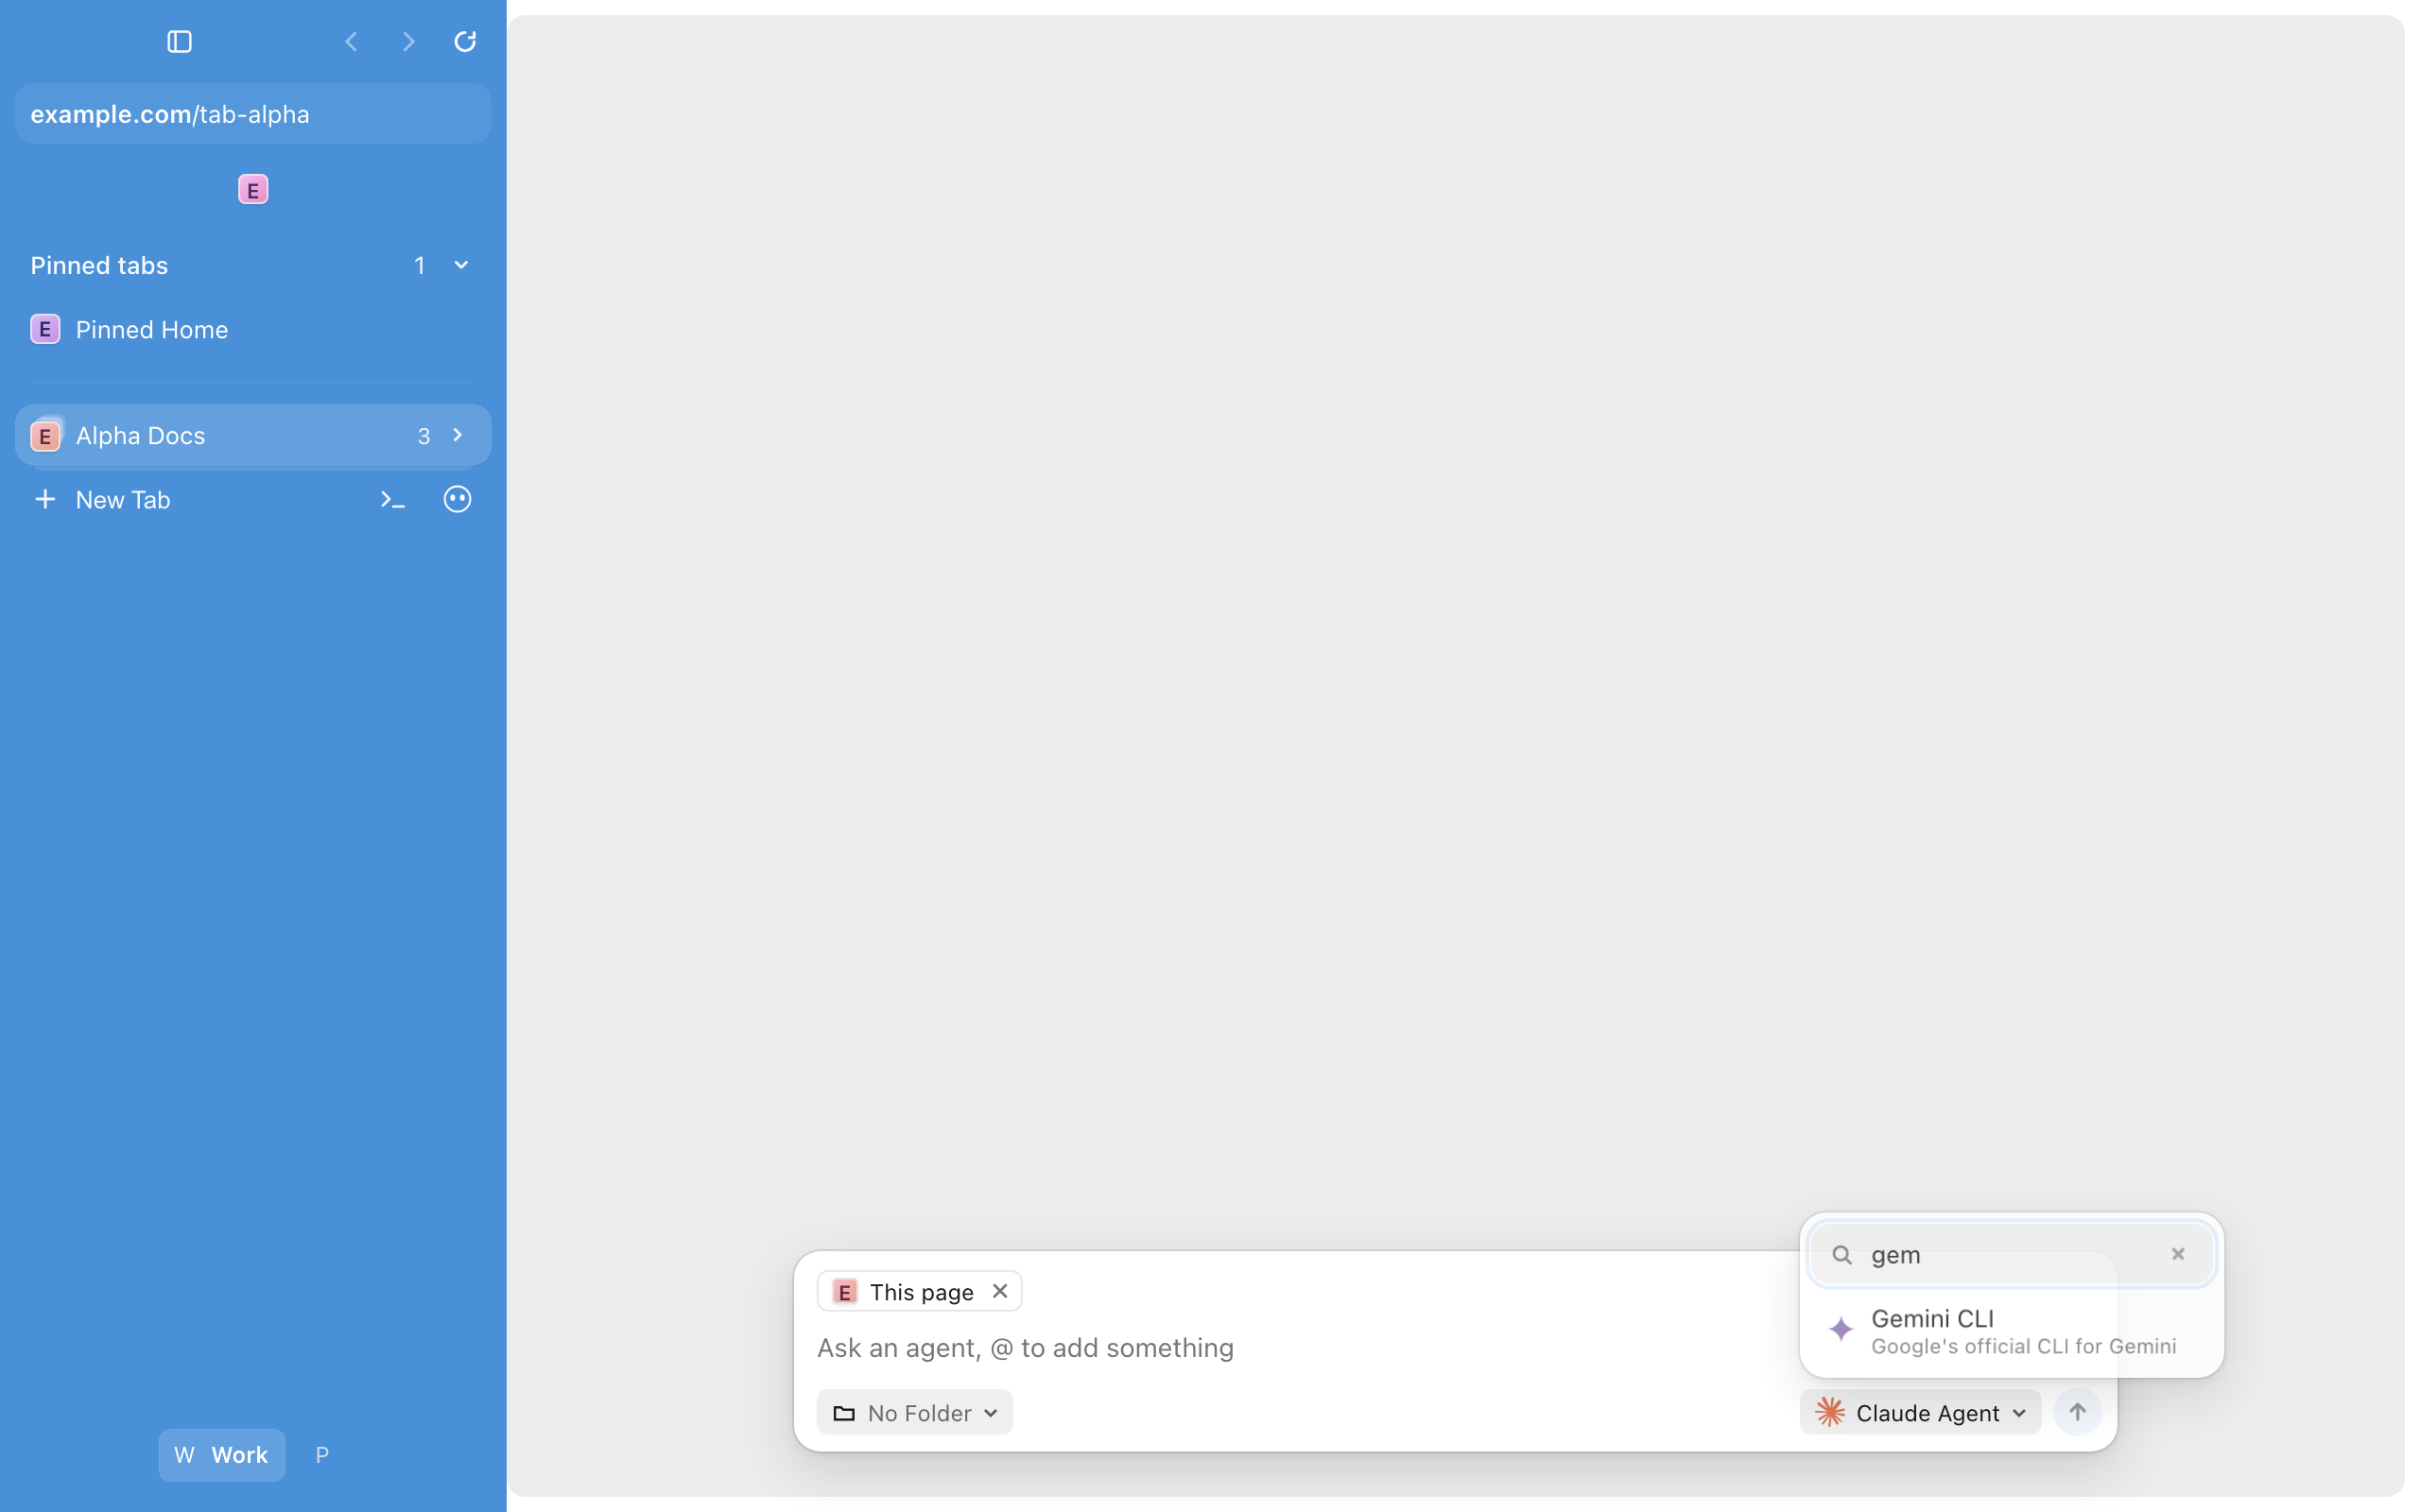 example.com/tab-alpha
E
Pinned tabs 1
E Pinned Home
E Alpha Docs 3
New Tab
W Work P
E This page
Ask an agent, @ to add something
No Folder
gem
Gemini CLI
Google's official CLI for Gemini
Claude Agent